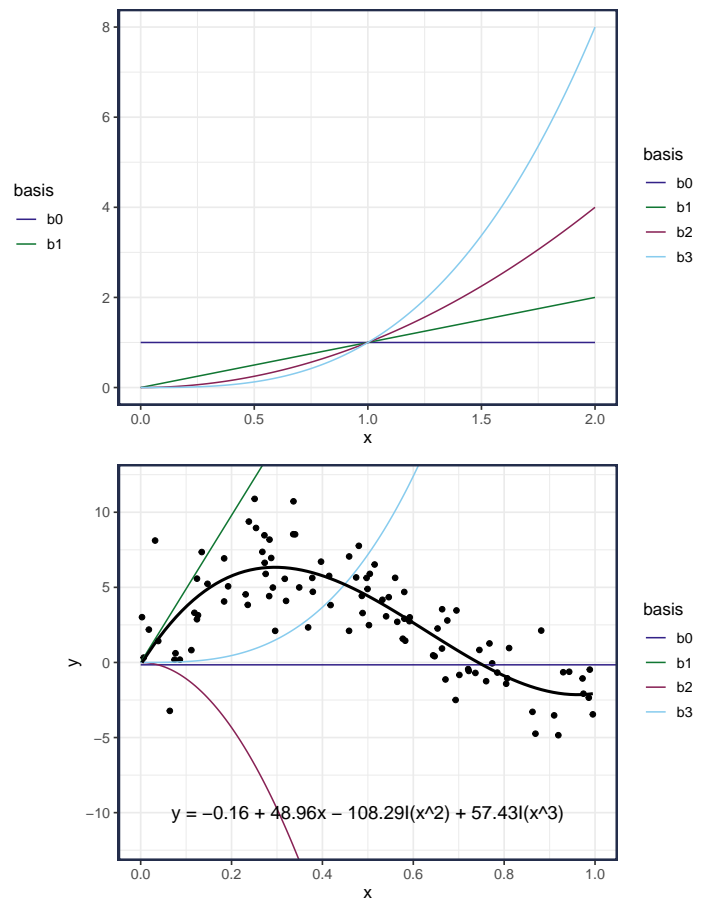 8
6
4
2
0
0.0 0.5 1.0 1.5 2.0
x
basis
b0
b1
basis
b0
b1
b2
b3
10
5
0
−5
−10
y
y = −0.16 + 48.96x − 108.29I(x^2) + 57.43I(x^3)
0.0 0.2 0.4 0.6 0.8 1.0
x
basis
b0
b1
b2
b3